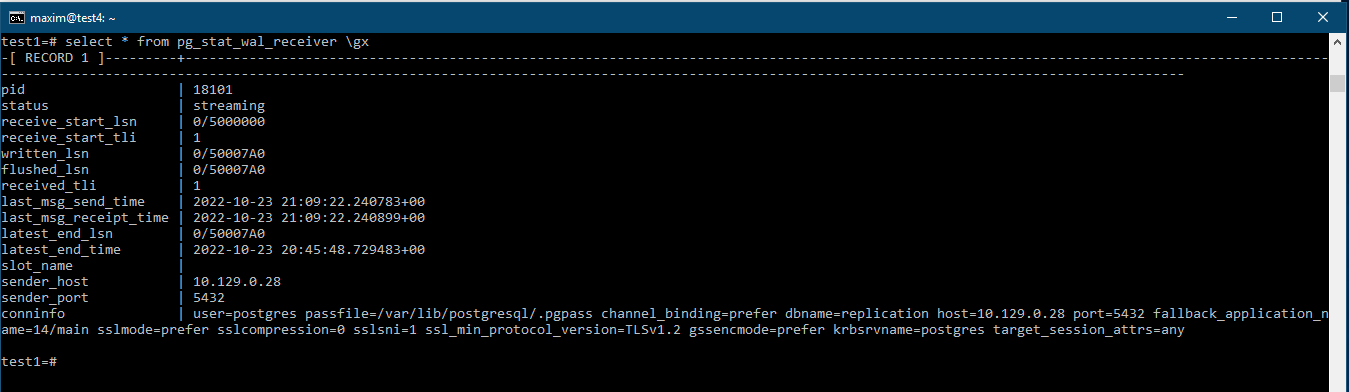 maxim@test4: ~
test1=# select * from pg_stat_wal_receiver \gx
-[ RECORD 1 ]---------+------------------------------------------------------------------------------------------------------------------------------------------------
----------------------------------------------------------------------------------------------------------------------------------------------------
pid                   | 18101
status                | streaming
receive_start_lsn     | 0/5000000
receive_start_tli     | 1
written_lsn           | 0/50007A0
flushed_lsn           | 0/50007A0
received_tli          | 1
last_msg_send_time    | 2022-10-23 21:09:22.240783+00
last_msg_receipt_time | 2022-10-23 21:09:22.240899+00
latest_end_lsn        | 0/50007A0
latest_end_time       | 2022-10-23 20:45:48.729483+00
slot_name             |
sender_host           | 10.129.0.28
sender_port           | 5432
conninfo              | user=postgres passfile=/var/lib/postgresql/.pgpass channel_binding=prefer dbname=replication host=10.129.0.28 port=5432 fallback_application_n
ame=14/main sslmode=prefer sslcompression=0 sslsni=1 ssl_min_protocol_version=TLSv1.2 gssencmode=prefer krbsrvname=postgres target_session_attrs=any
test1=#